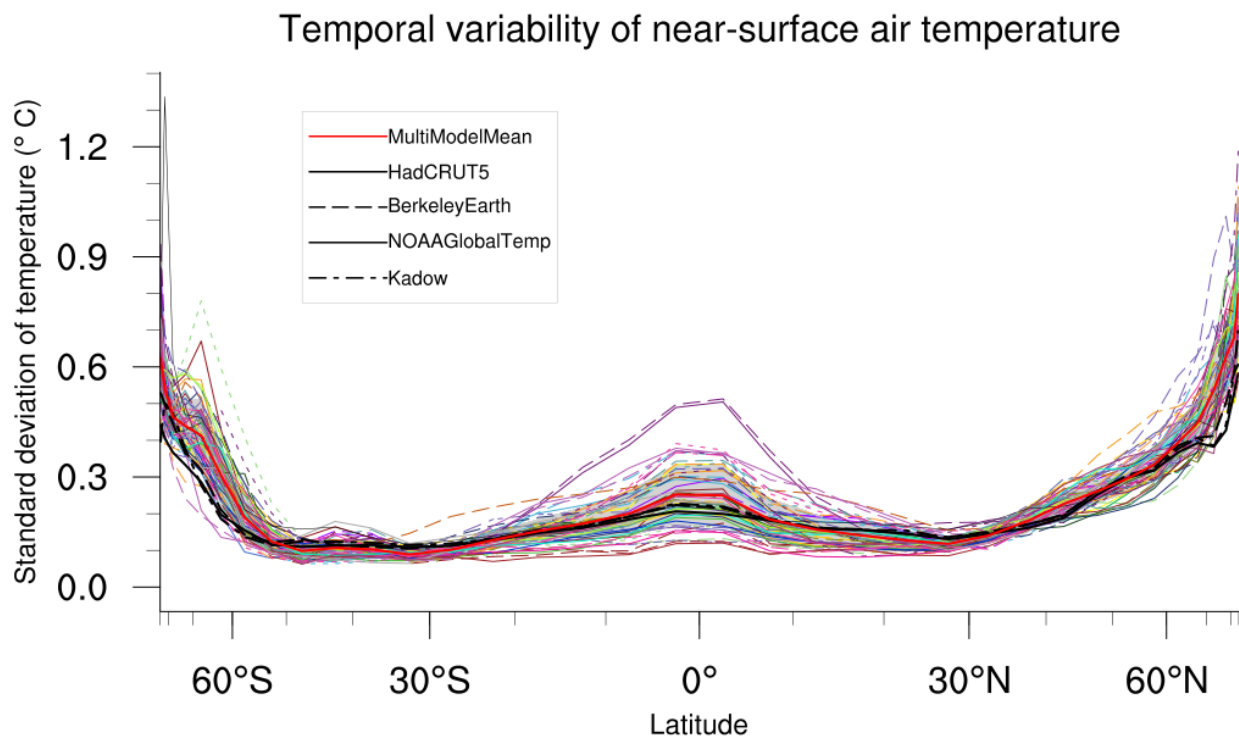 Temporal variability of near-surface air temperature
Standard deviation of temperature (° C)
1.2
0.9
0.6
0.3
0.0
MultiModelMean
HadCRUT5
BerkeleyEarth
NOAAGlobalTemp
Kadow
60°S 30°S 0° 30°N 60°N
Latitude